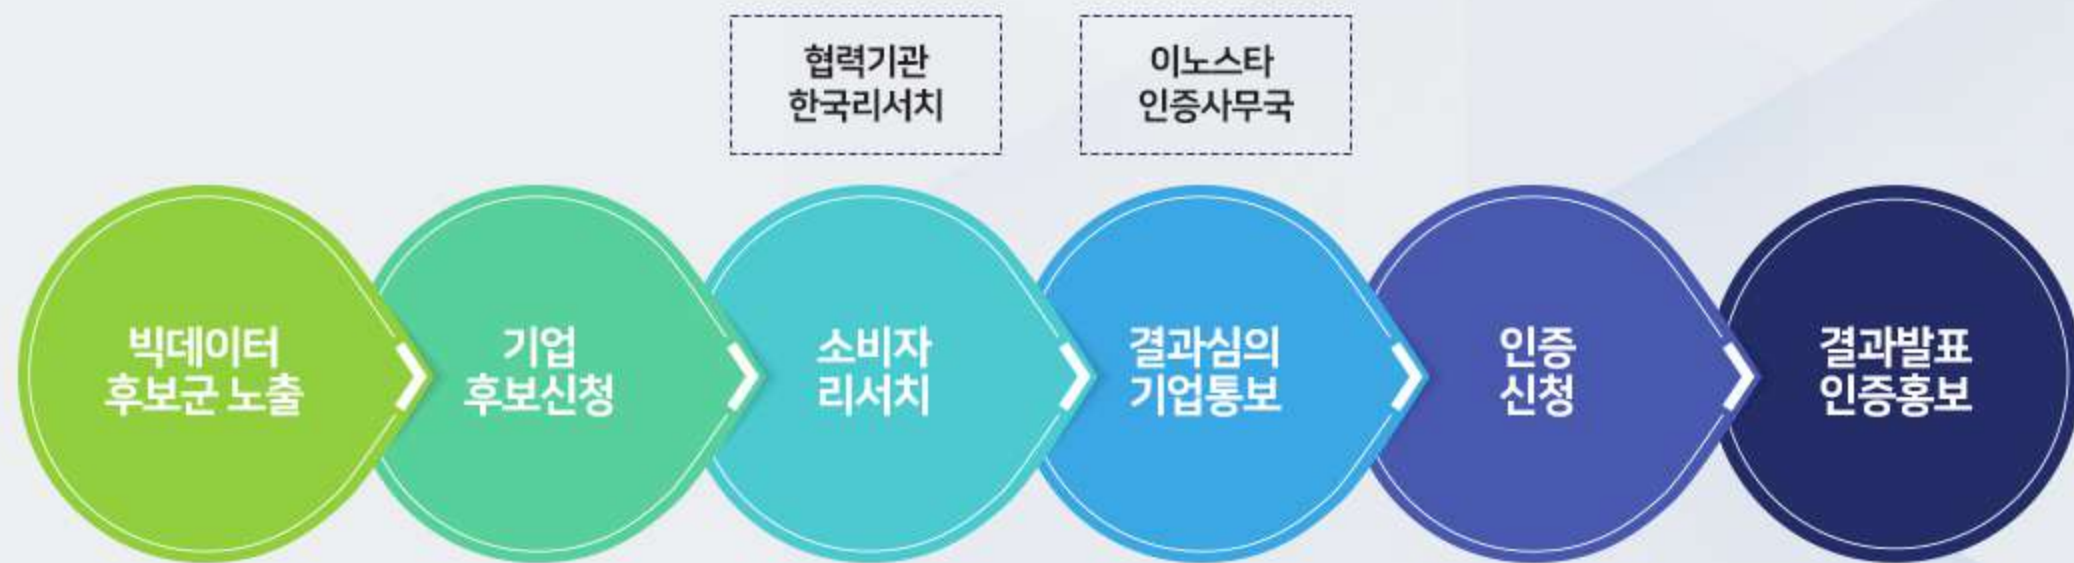 협력기관
한국리서치
이노스타
인증사무국
빅데이터
후보군 노출
기업
후보신청
소비자
리서치
결과심의
기업통보
인증
신청
결과발표
인증홍보